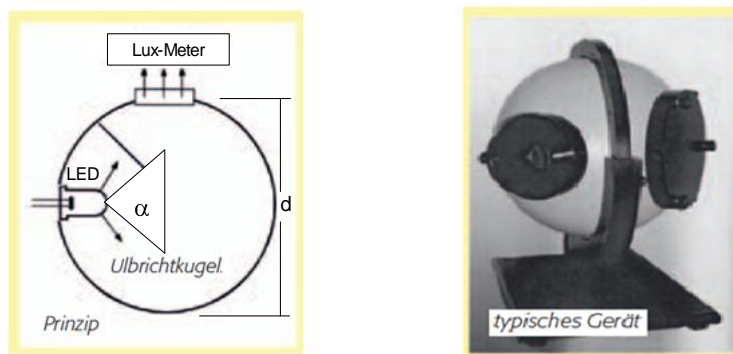 Lux-Meter
LED
α
d
Ulbrichtkugel.
Prinzip
typisches Gerät